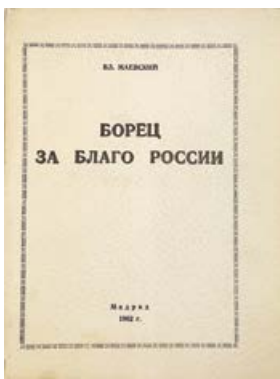 ВЛ. МАЕВСКИЙ
БОРЕЦ
ЗА БЛАГО РОССИИ
Мадрид
1962 г.